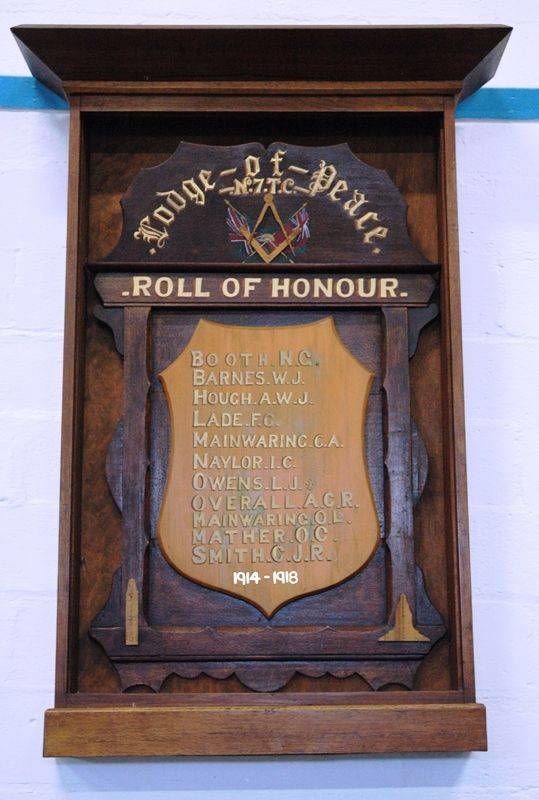 Lodge-of-Peace.
-No.7.T.C.-
-ROLL OF HONOUR-
BOOTH.N.G.
BARNES.W.J.
HOUGH.A.W.J.
LADE.F.G.
MAINWARING.C.A.
NAYLOR.I.C.
OWENS.L.J.
OVERALL.A.G.R.
MAINWARING.O.L.
MATHER.O.C.
SMITH.G.J.R.
1914-1918